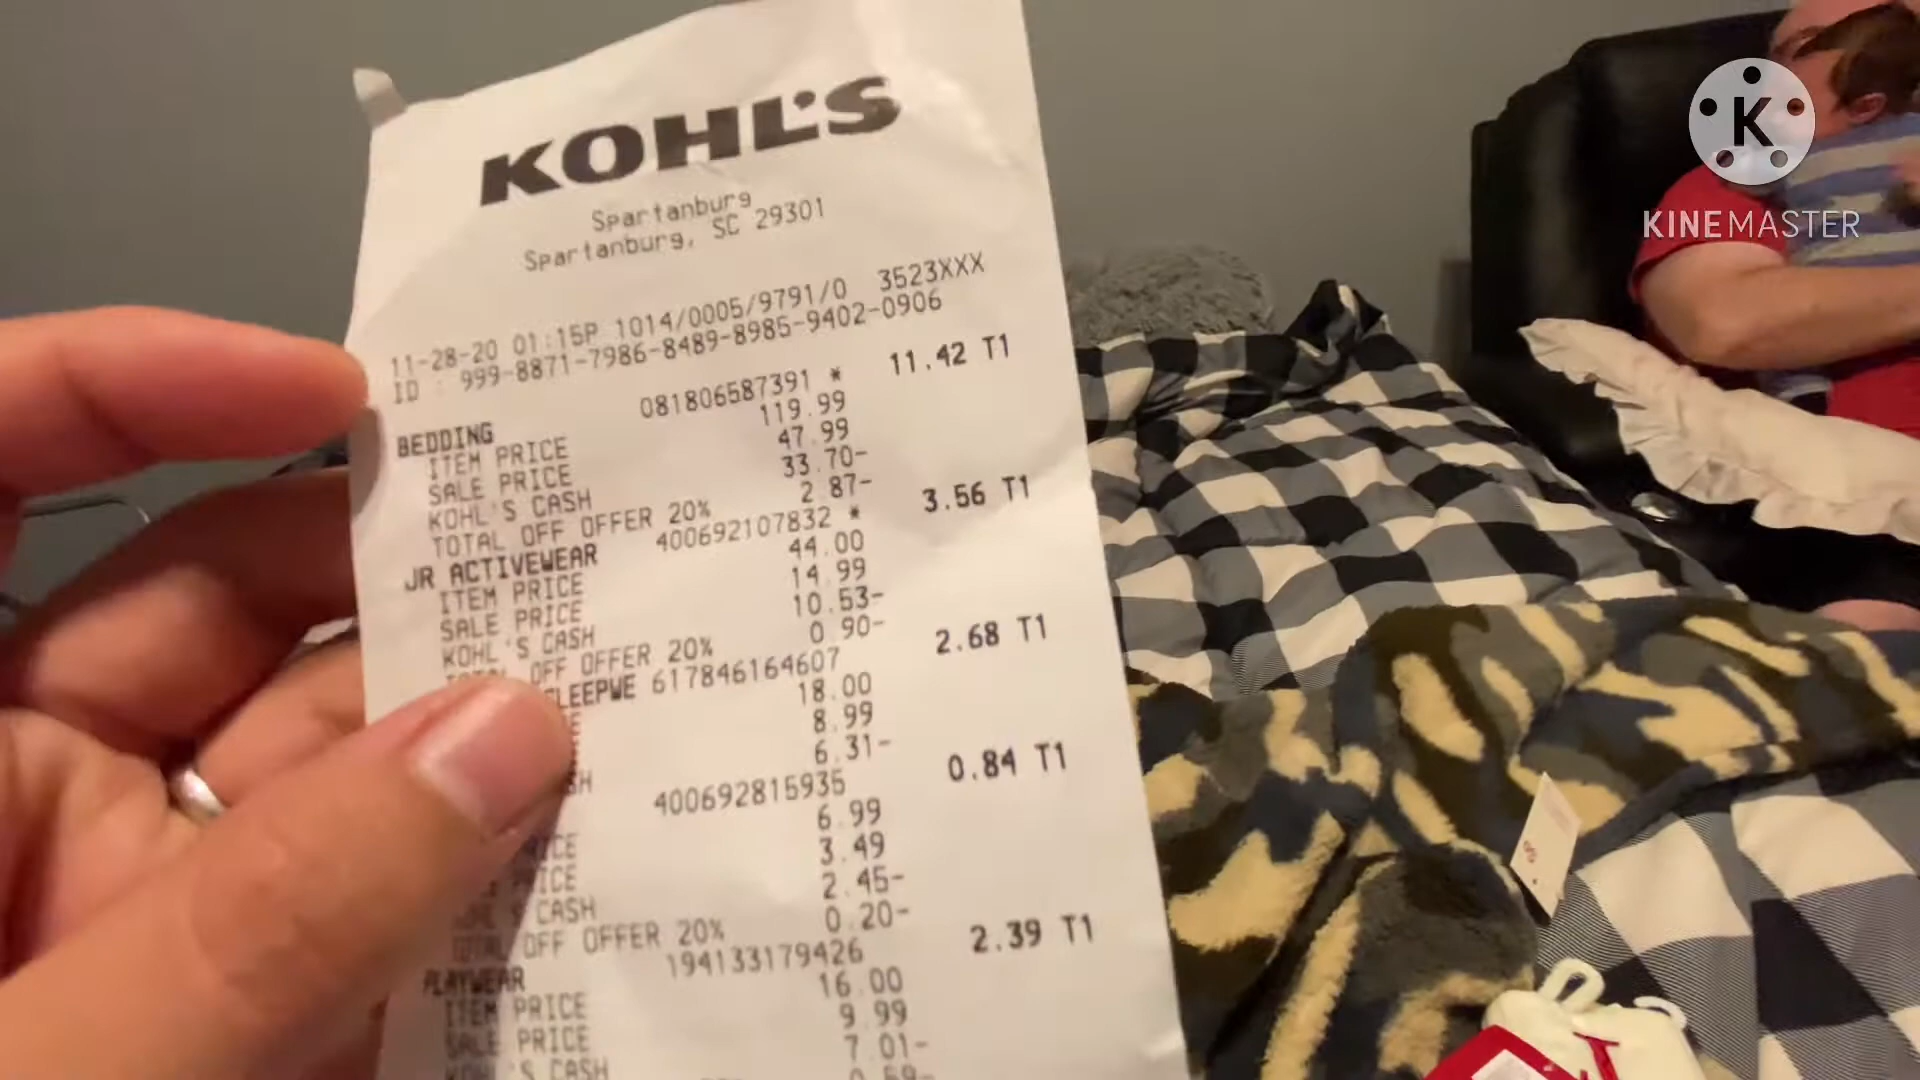 KOHL'S
Spartanburg
Spartanburg, SC 29301
11-28-20 01:15P 1014/0005/9791/0 3523XXX
ID : 999-8871-7986-8489-8985-9402-0906
BEDDING 081806587391 * 11.42 T1
ITEM PRICE 119.99
SALE PRICE 47.99
KOHL'S CASH 33.70-
TOTAL OFF OFFER 20% 2.87-
JR ACTIVEWEAR 400692107832 * 3.56 T1
ITEM PRICE 44.00
SALE PRICE 14.99
KOHL'S CASH 10.53-
OFF OFFER 20% 0.90-
SLEEPWE 617846164607 2.68 T1
18.00
8.99
6.31-
400692815935 0.84 T1
6.99
3.49
CASH 2.45-
TOTAL OFF OFFER 20% 0.20-
PLAYWEAR 194133179426 2.39 T1
ITEM PRICE 16.00
SALE PRICE 9.99
KOHL'S CASH 7.01-
K
KINEMASTER